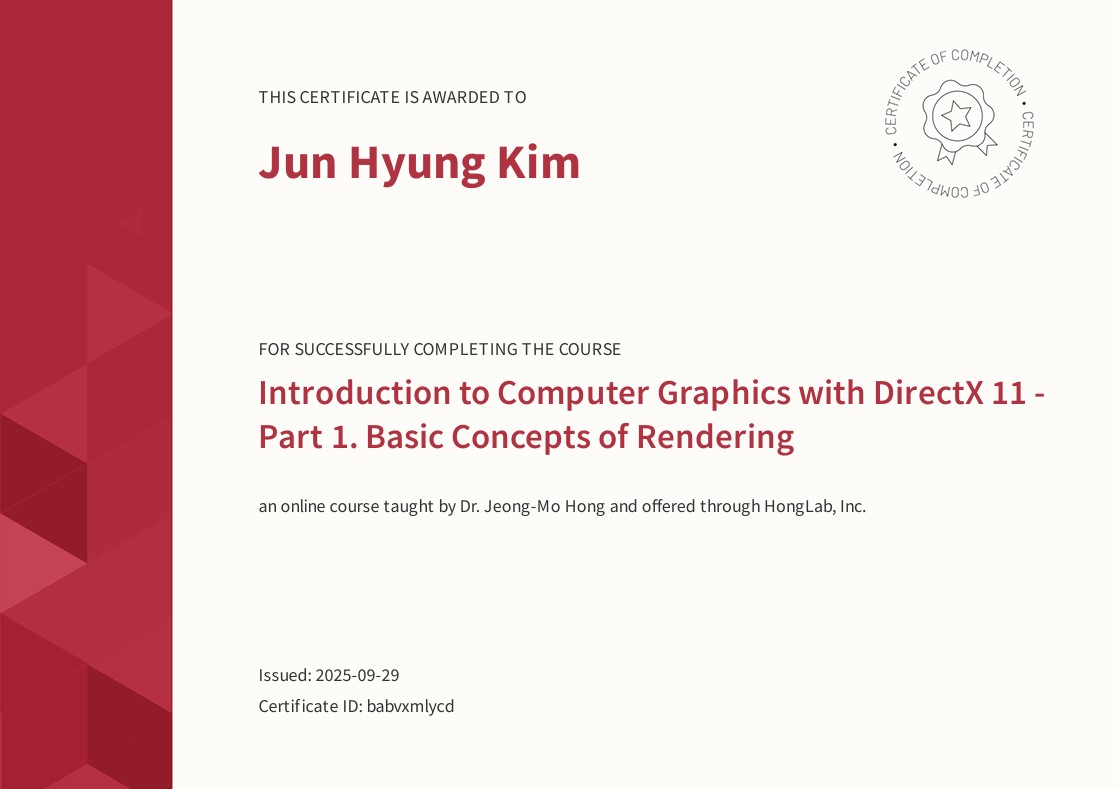 THIS CERTIFICATE IS AWARDED TO
Jun Hyung Kim
CERTIFICATE OF COMPLETION • CERTIFICATE OF COMPLETION •
FOR SUCCESSFULLY COMPLETING THE COURSE
Introduction to Computer Graphics with DirectX 11 -
Part 1. Basic Concepts of Rendering
an online course taught by Dr. Jeong-Mo Hong and offered through HongLab, Inc.
Issued: 2025-09-29
Certificate ID: babvxmlycd